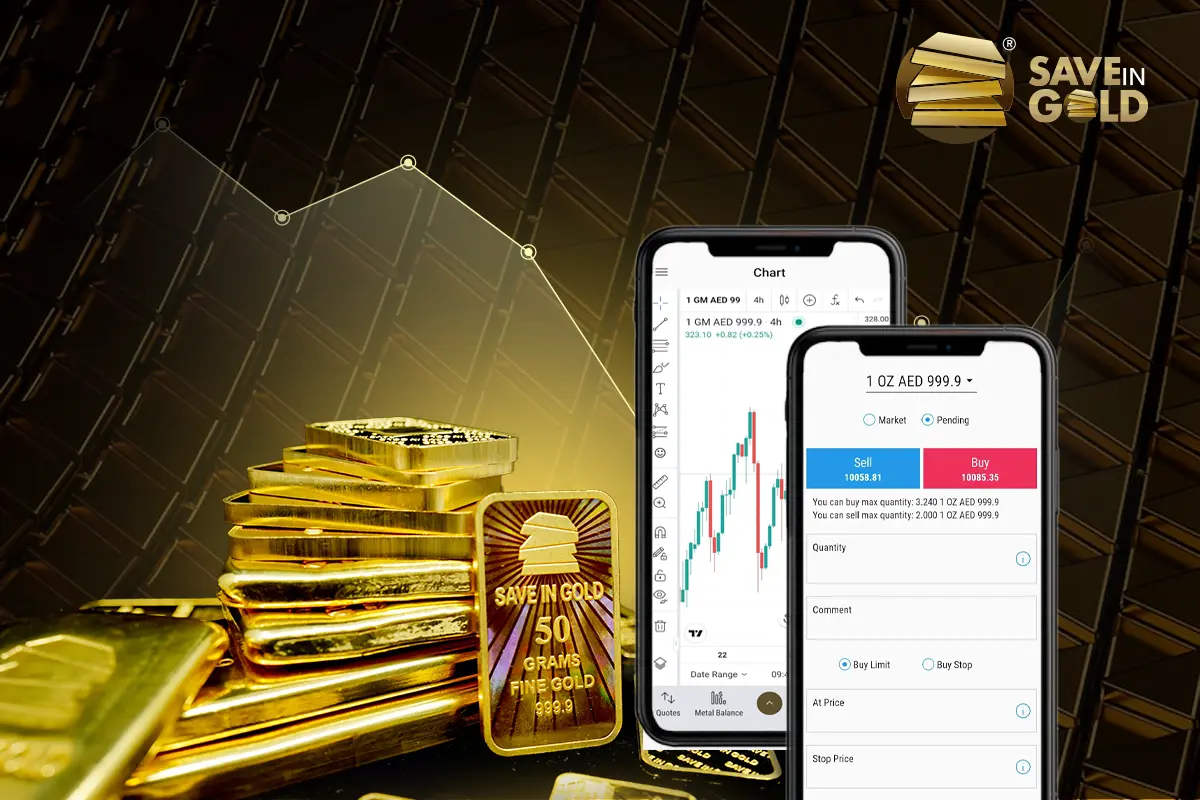 ®
SAVE IN
GOLD
Chart
1 GM AED 99
4h
1 GM AED 999.9 · 4h
328.00
323.10 +0.82 (+0.25%)
22
Date Range
09:4
Quotes
Metal Balance
1 OZ AED 999.9
Market
Pending
Sell
10058.81
Buy
10085.35
You can buy max quantity: 3.240 1 OZ AED 999.9
You can sell max quantity: 2.000 1 OZ AED 999.9
Quantity
Comment
Buy Limit
Buy Stop
At Price
Stop Price
SAVE IN GOLD
50
GRAMS
FINE GOLD
999.9